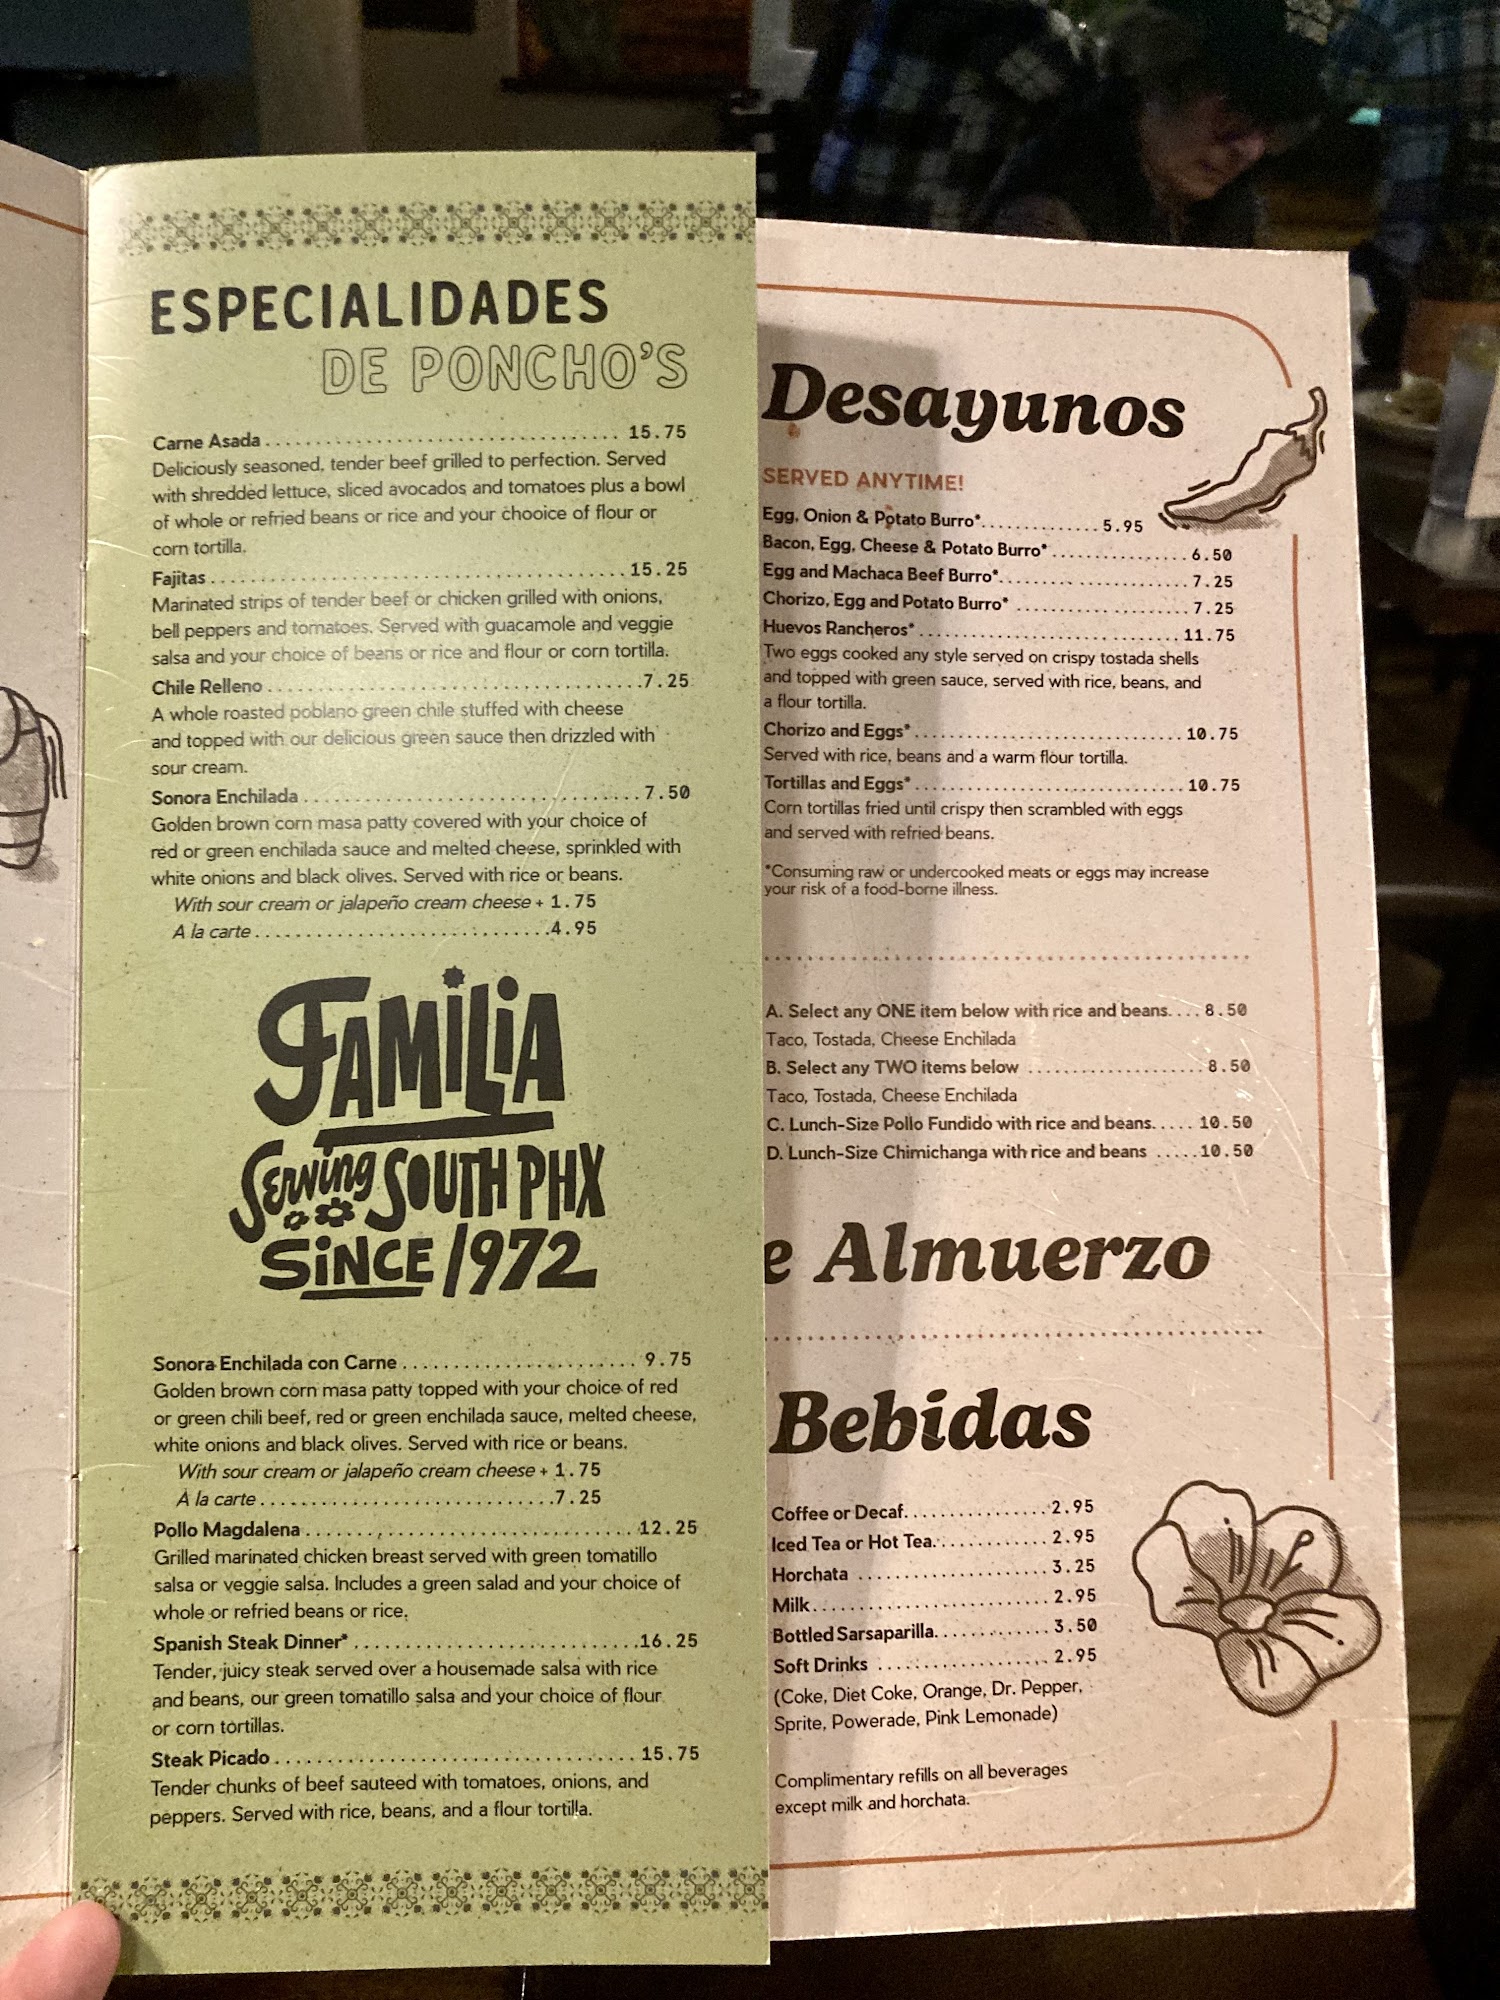 ESPECIALIDADES
DE PONCHO'S
Carne Asada 15.75
Deliciously seasoned, tender beef grilled to perfection. Served
with shredded lettuce, sliced avocados and tomatoes plus a bowl
of whole or refried beans or rice and your chooice of flour or
corn tortilla.
Fajitas 15.25
Marinated strips of tender beef or chicken grilled with onions,
bell peppers and tomatoes. Served with guacamole and veggie
salsa and your choice of beans or rice and flour or corn tortilla.
Chile Relleno 7.25
A whole roasted poblano green chile stuffed with cheese
and topped with our delicious green sauce then drizzled with
sour cream.
Sonora Enchilada 7.50
Golden brown corn masa patty covered with your choice of
red or green enchilada sauce and melted cheese, sprinkled with
white onions and black olives. Served with rice or beans.
With sour cream or jalapeño cream cheese + 1.75
A la carte 4.95
FAMILIA
Serving SOUTH PHX
SINCE 1972
Sonora Enchilada con Carne 9.75
Golden brown corn masa patty topped with your choice of red
or green chili beef, red or green enchilada sauce, melted cheese,
white onions and black olives. Served with rice or beans.
With sour cream or jalapeño cream cheese + 1.75
A la carte 7.25
Pollo Magdalena 12.25
Grilled marinated chicken breast served with green tomatillo
salsa or veggie salsa. Includes a green salad and your choice of
whole or refried beans or rice.
Spanish Steak Dinner* 16.25
Tender, juicy steak served over a housemade salsa with rice
and beans, our green tomatillo salsa and your choice of flour
or corn tortillas.
Steak Picado 15.75
Tender chunks of beef sauteed with tomatoes, onions, and
peppers. Served with rice, beans, and a flour tortilla.
Desayunos
SERVED ANYTIME!
Egg, Onion & Potato Burro* 5.95
Bacon, Egg, Cheese & Potato Burro* 6.50
Egg and Machaca Beef Burro* 7.25
Chorizo, Egg and Potato Burro* 7.25
Huevos Rancheros* 11.75
Two eggs cooked any style served on crispy tostada shells
and topped with green sauce, served with rice, beans, and
a flour tortilla.
Chorizo and Eggs* 10.75
Served with rice, beans and a warm flour tortilla.
Tortillas and Eggs* 10.75
Corn tortillas fried until crispy then scrambled with eggs
and served with refried beans.
*Consuming raw or undercooked meats or eggs may increase
your risk of a food-borne illness.
A. Select any ONE item below with rice and beans 8.50
Taco, Tostada, Cheese Enchilada
B. Select any TWO items below 8.50
Taco, Tostada, Cheese Enchilada
C. Lunch-Size Pollo Fundido with rice and beans 10.50
D. Lunch-Size Chimichanga with rice and beans 10.50
e Almuerzo
Bebidas
Coffee or Decaf 2.95
Iced Tea or Hot Tea 2.95
Horchata 3.25
Milk 2.95
Bottled Sarsaparilla 3.50
Soft Drinks 2.95
(Coke, Diet Coke, Orange, Dr. Pepper,
Sprite, Powerade, Pink Lemonade)
Complimentary refills on all beverages
except milk and horchata.